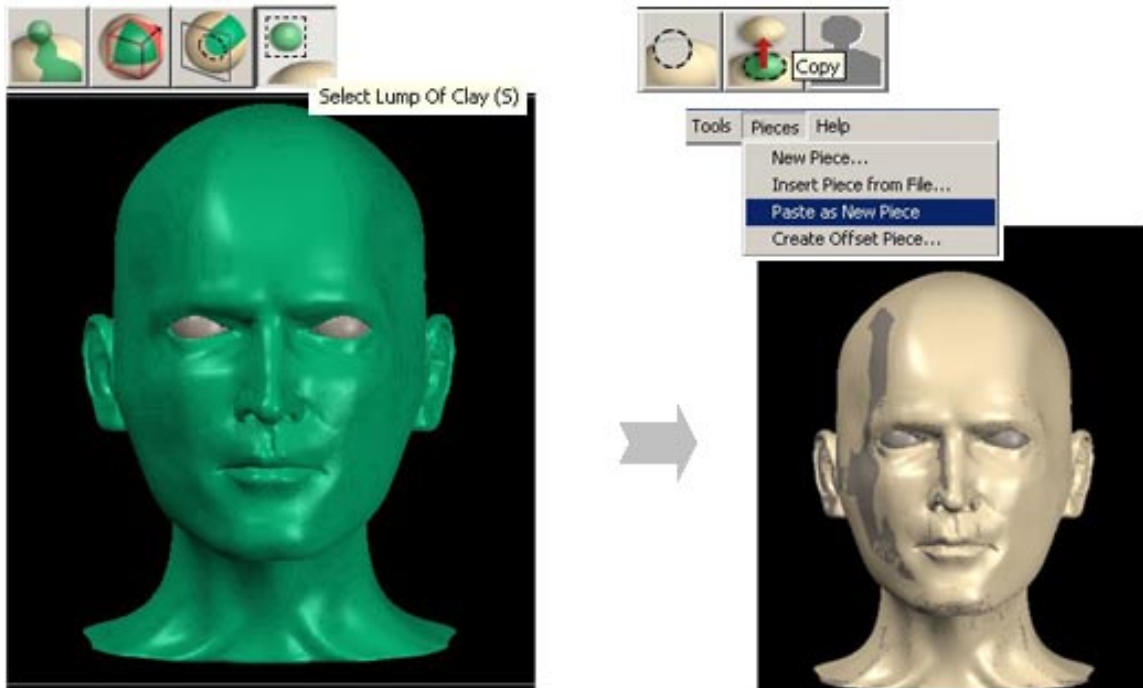 Select Lump Of Clay (S)
Copy
Tools Pieces Help
New Piece...
Insert Piece from File...
Paste as New Piece
Create Offset Piece...